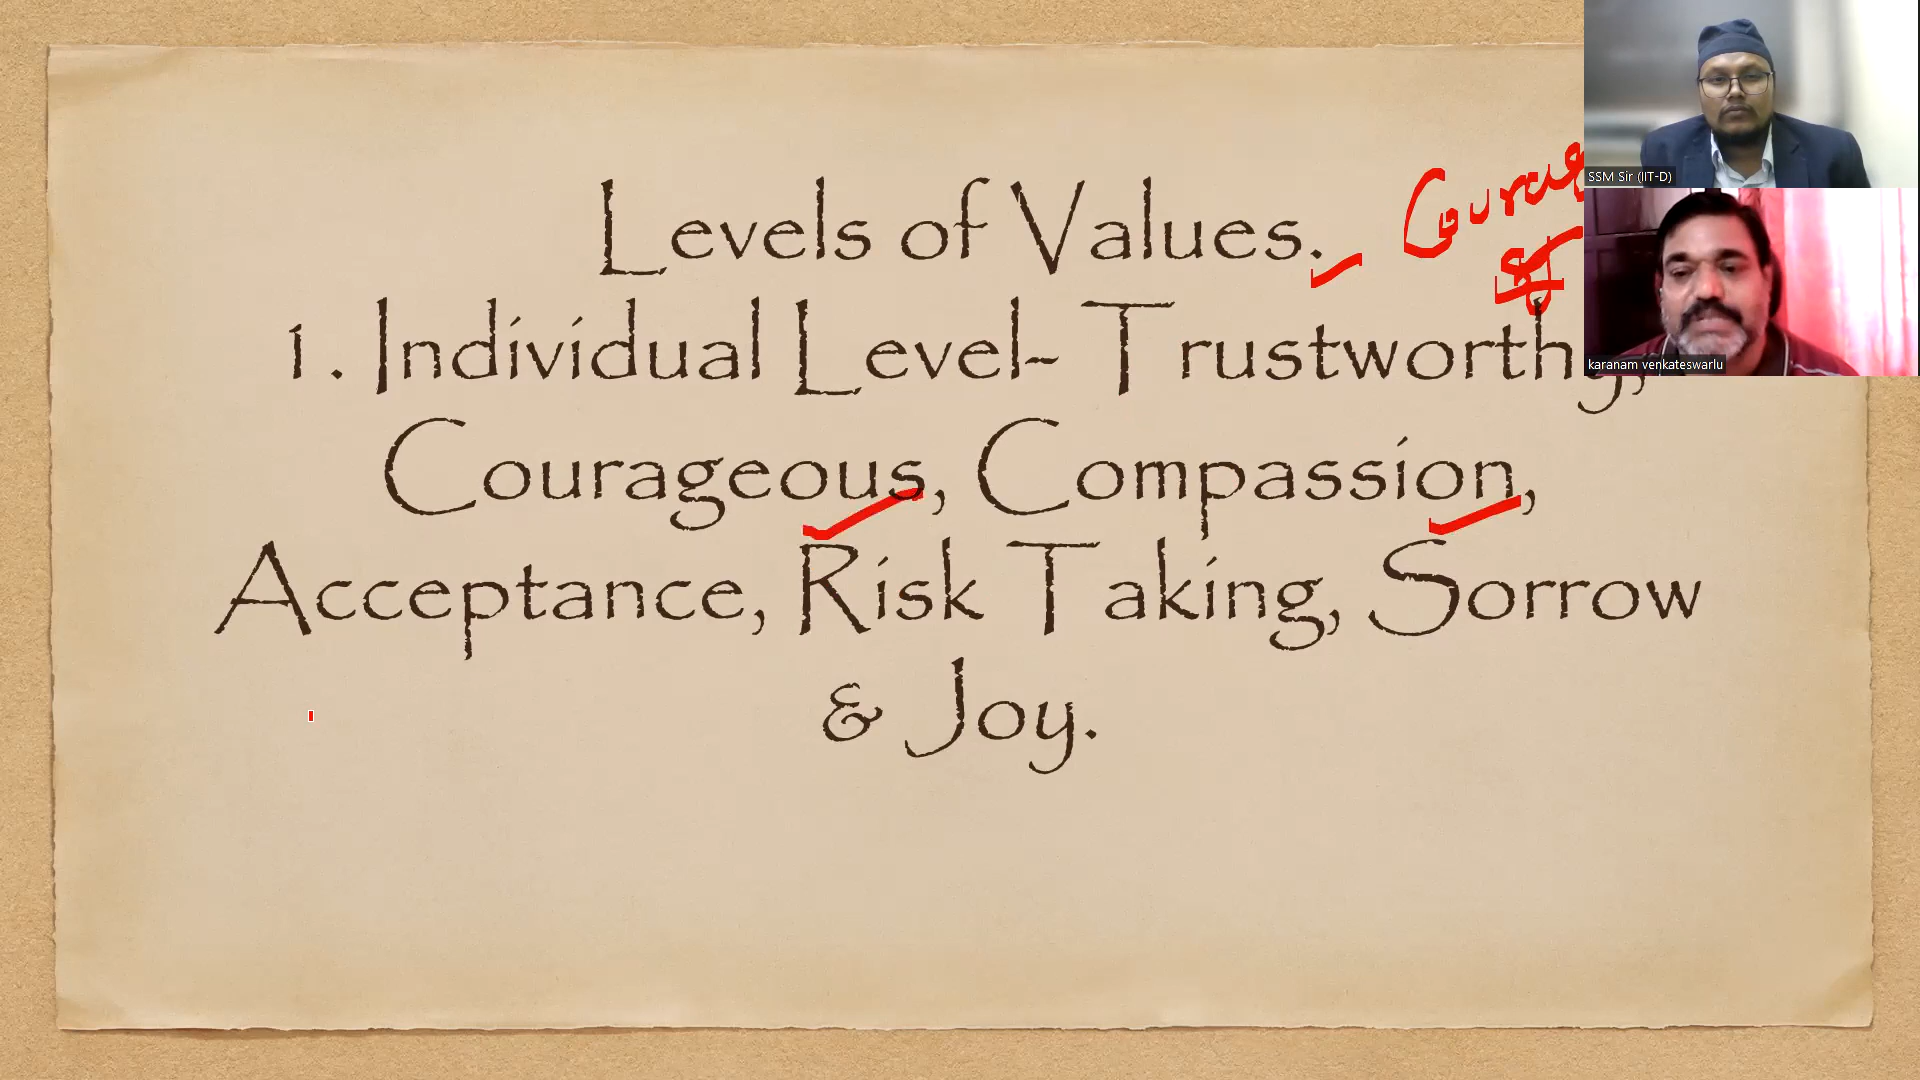 Levels of Values.
1. Individual Level- Trustworthy,
Courageous, Compassion,
Acceptance, Risk Taking, Sorrow
& Joy.
SSM Sir (IIT-D)
karanam venkateswarlu